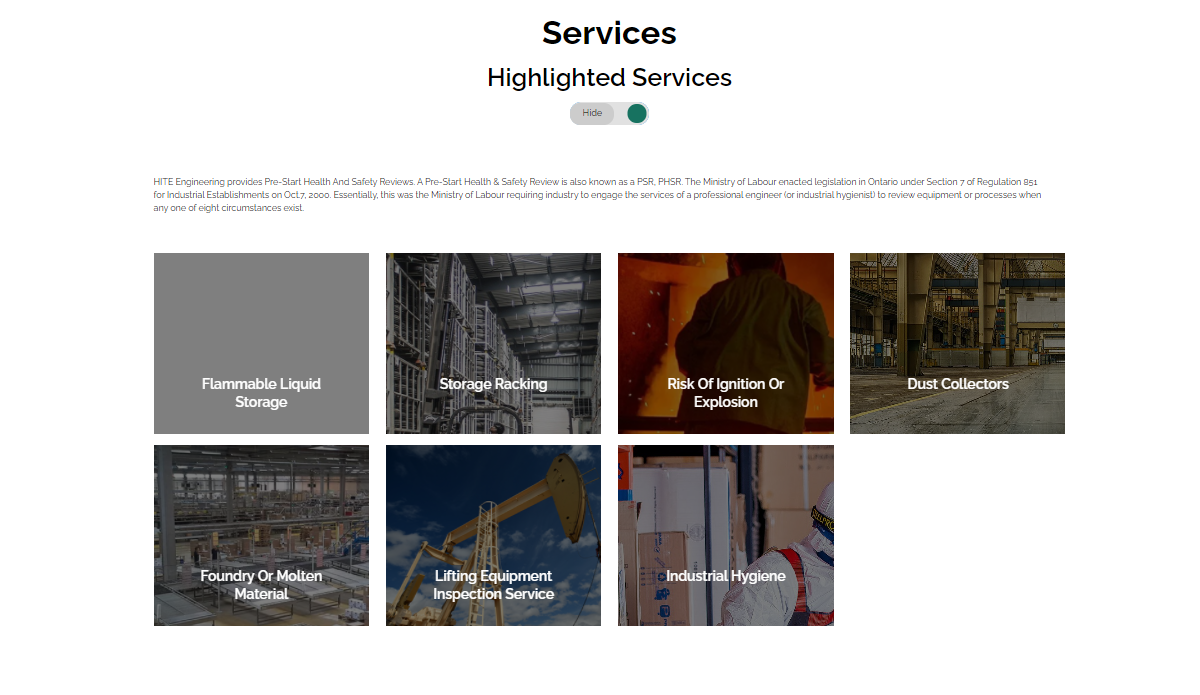 Services
Highlighted Services
Hide
HITE Engineering provides Pre-Start Health And Safety Reviews. A Pre-Start Health & Safety Review is also known as a PSR, PHSR. The Ministry of Labour enacted legislation in Ontario under Section 7 of Regulation 851
for Industrial Establishments on Oct.7, 2000. Essentially, this was the Ministry of Labour requiring industry to engage the services of a professional engineer (or industrial hygienist) to review equipment or processes when
any one of eight circumstances exist.
Flammable Liquid
Storage
Storage Racking
Risk Of Ignition Or
Explosion
Dust Collectors
Foundry Or Molten
Material
Lifting Equipment
Inspection Service
Industrial Hygiene